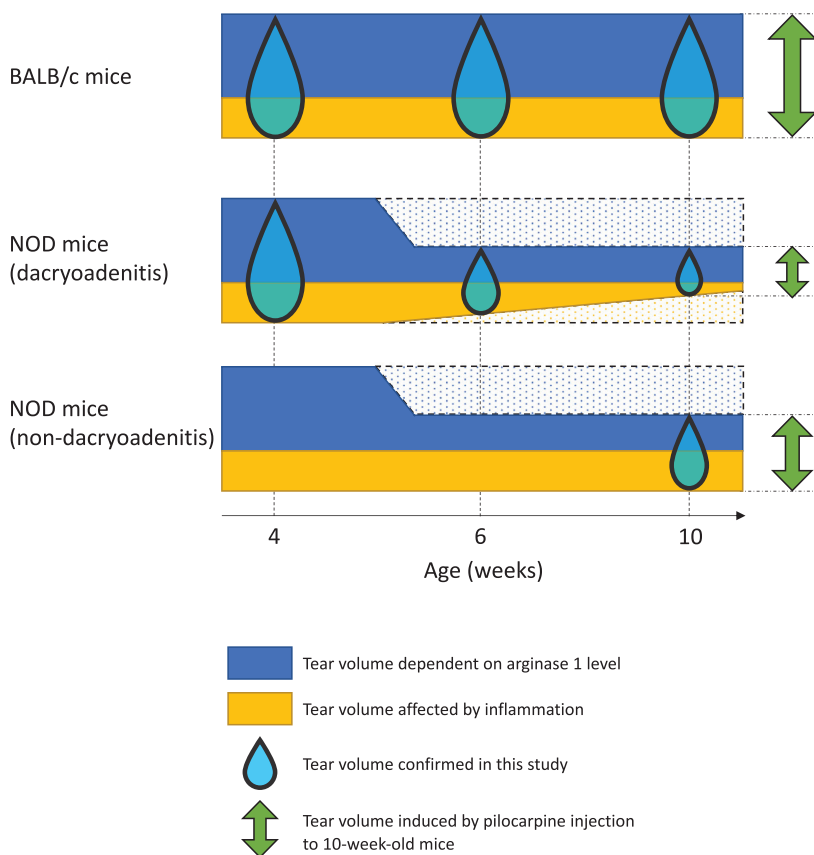 BALB/c mice
NOD mice
(dacryoadenitis)
NOD mice
(non-dacryoadenitis)
4
6
10
Age (weeks)
Tear volume dependent on arginase 1 level
Tear volume affected by inflammation
Tear volume confirmed in this study
Tear volume induced by pilocarpine injection
to 10-week-old mice